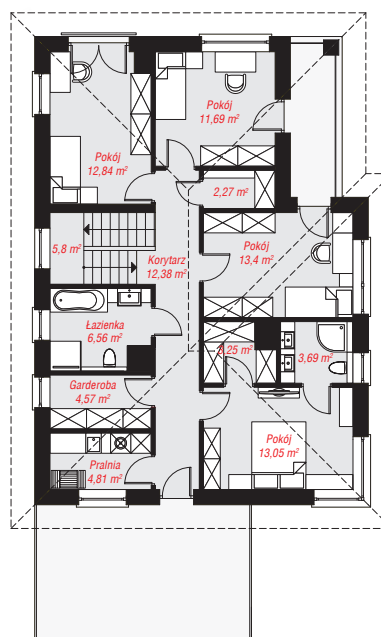 Pokój
11,69 m²
Pokój
12,84 m²
2,27 m²
5,8 m²
Korytarz
12,38 m²
Pokój
13,4 m²
Łazienka
6,56 m²
3,25 m²
3,69 m²
Garderoba
4,57 m²
Pokój
13,05 m²
Pralnia
4,81 m²